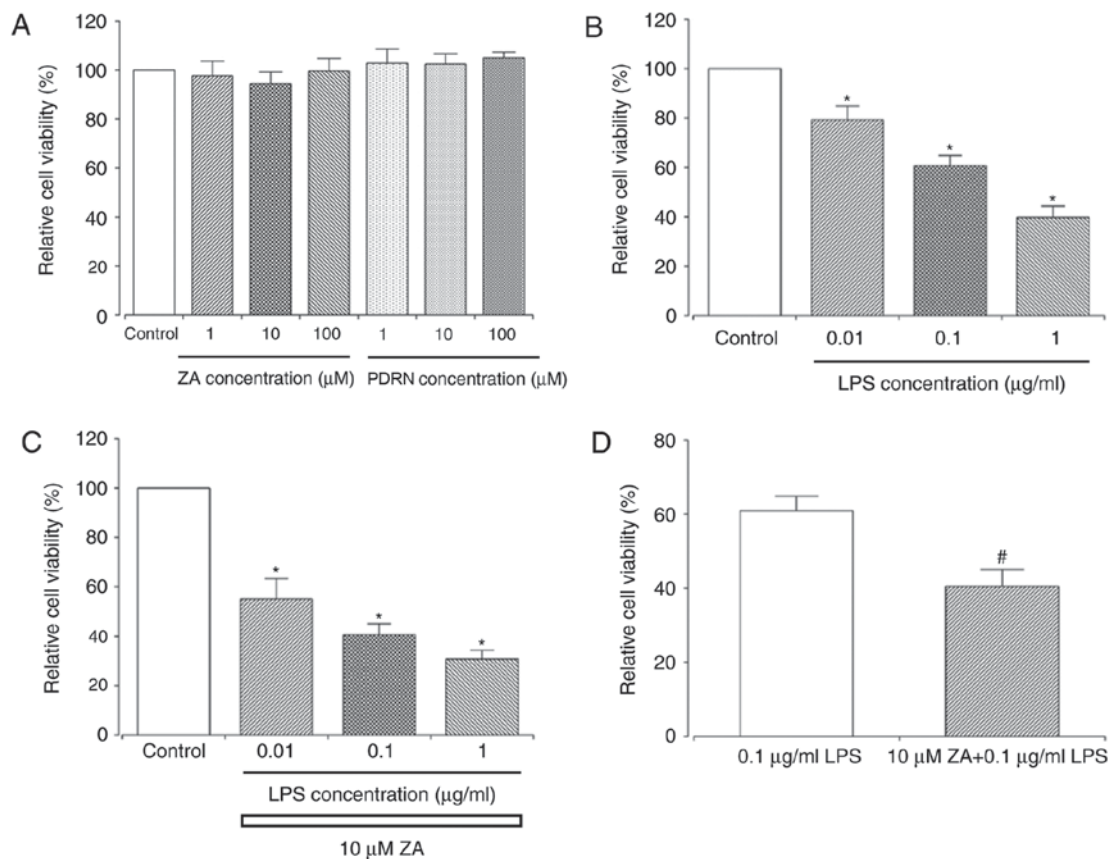 A
Relative cell viability (%)
120
100
80
60
40
20
0
Control 1 10 100 1 10 100
ZA concentration (μM) PDRN concentration (μM)
B
Relative cell viability (%)
120
100
80
60
40
20
0
* * *
Control 0.01 0.1 1
LPS concentration (μg/ml)
C
Relative cell viability (%)
120
100
80
60
40
20
0
* * *
Control 0.01 0.1 1
LPS concentration (μg/ml)
10 μM ZA
D
Relative cell viability (%)
80
60
40
20
0
#
0.1 μg/ml LPS 10 μM ZA+0.1 μg/ml LPS